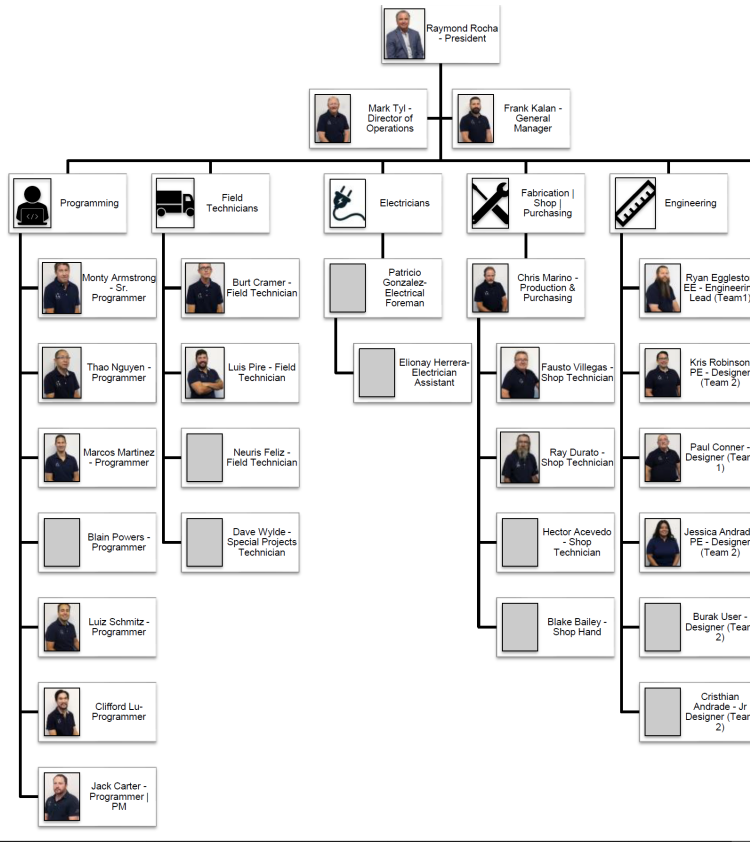 Raymond Rocha
- President
Mark Tyl -
Director of
Operations
Frank Kalan -
General
Manager
Programming
Field
Technicians
Electricians
Fabrication |
Shop |
Purchasing
Engineering
Monty Armstrong
- Sr.
Programmer
Thao Nguyen -
Programmer
Marcos Martinez
- Programmer
Blain Powers -
Programmer
Luiz Schmitz -
Programmer
Clifford Lu-
Programmer
Jack Carter -
Programmer |
PM
Burt Cramer -
Field Technician
Luis Pire - Field
Technician
Neuris Feliz -
Field Technician
Dave Wylde -
Special Projects
Technician
Patricio
Gonzalez-
Electrical
Foreman
Elionay Herrera-
Electrician
Assistant
Chris Marino -
Production &
Purchasing
Fausto Villegas -
Shop Technician
Ray Durato -
Shop Technician
Hector Acevedo
- Shop
Technician
Blake Bailey -
Shop Hand
Ryan Egglesto
EE - Engineerin
Lead (Team1)
Kris Robinson
PE - Designer
(Team 2)
Paul Conner -
Designer (Team
1)
Jessica Andrad
PE - Designer
(Team 2)
Burak User -
Designer (Team
2)
Cristhian
Andrade - Jr
Designer (Team
2)